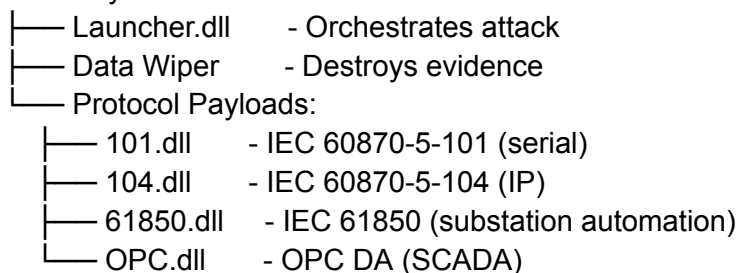 ├── Launcher.dll - Orchestrates attack
├── Data Wiper - Destroys evidence
└── Protocol Payloads:
├── 101.dll - IEC 60870-5-101 (serial)
├── 104.dll - IEC 60870-5-104 (IP)
├── 61850.dll - IEC 61850 (substation automation)
└── OPC.dll - OPC DA (SCADA)